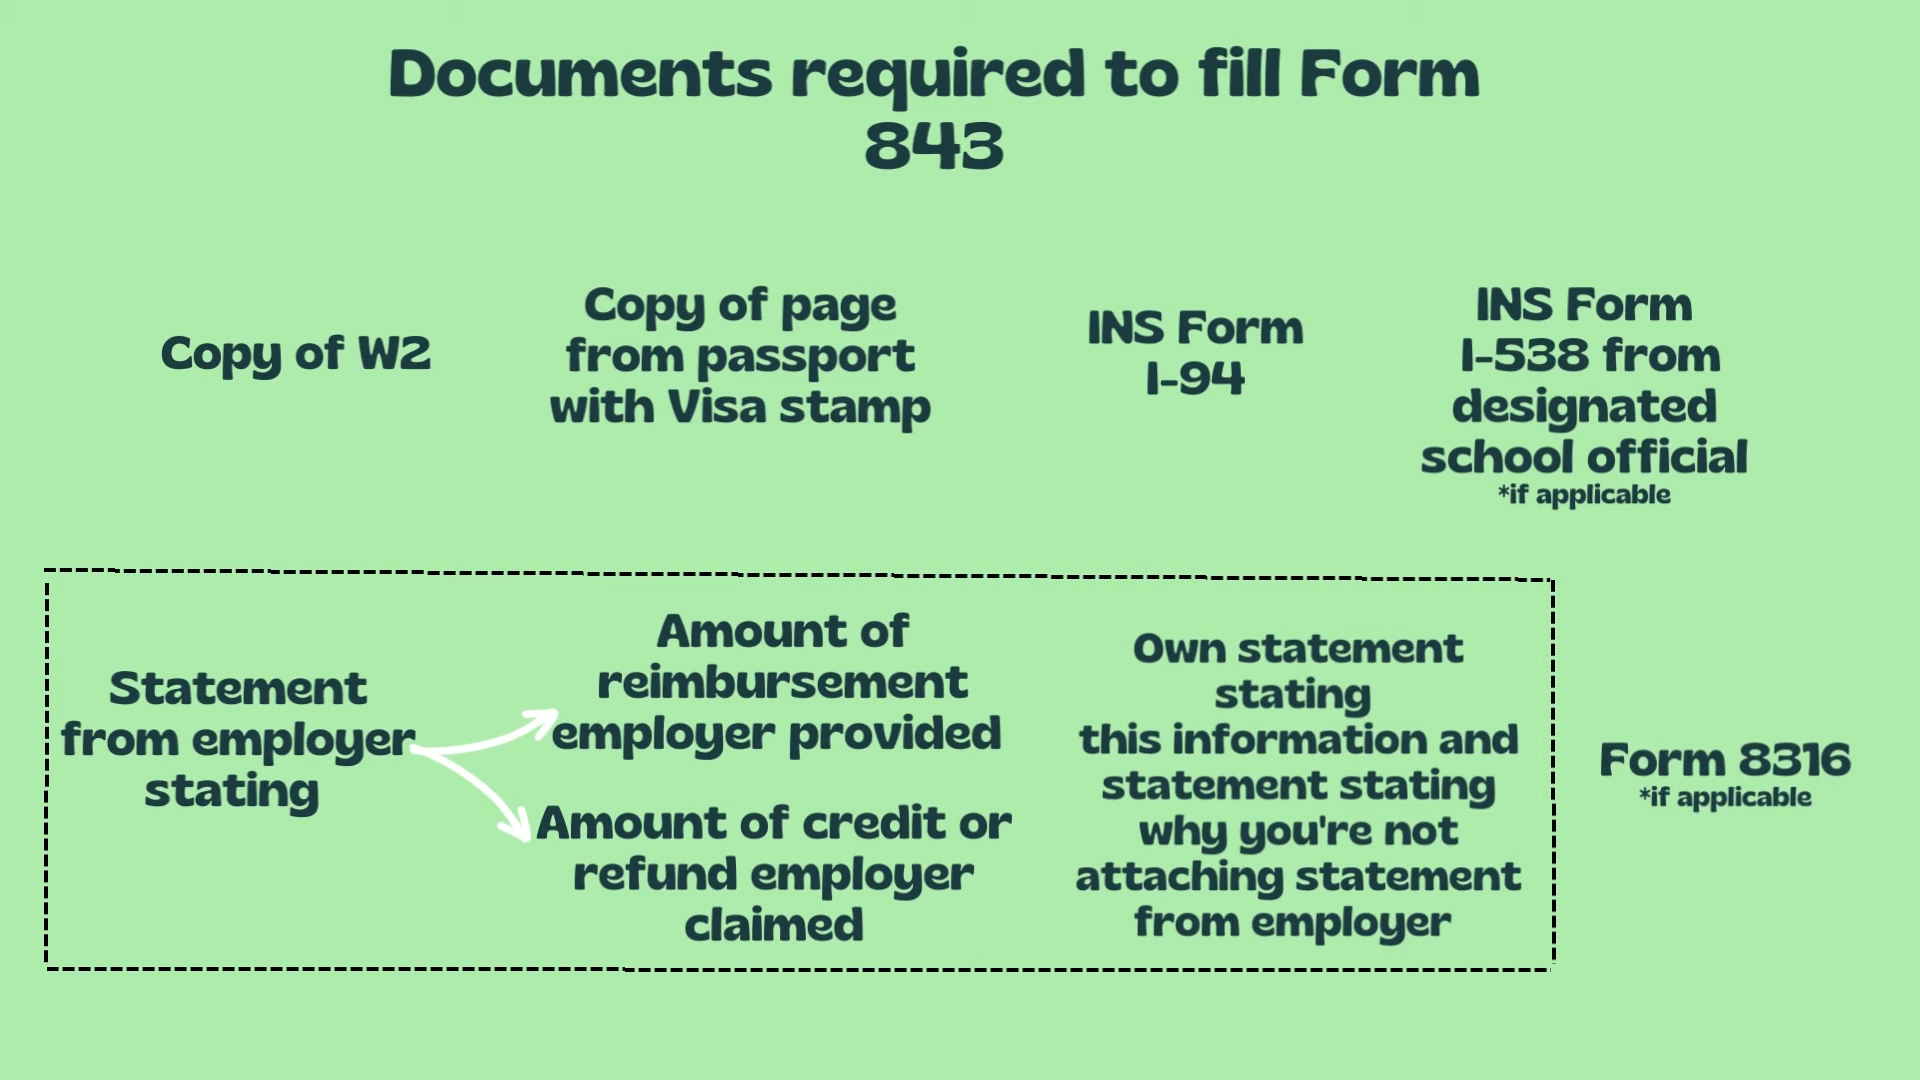 Documents required to fill Form
843
Copy of W2
Copy of page
from passport
with Visa stamp
INS Form
I-94
INS Form
I-538 from
designated
school official
*if applicable
Statement
from employer
stating
Amount of
reimbursement
employer provided
Amount of credit or
refund employer
claimed
Own statement
stating
this information and
statement stating
why you're not
attaching statement
from employer
Form 8316
*if applicable